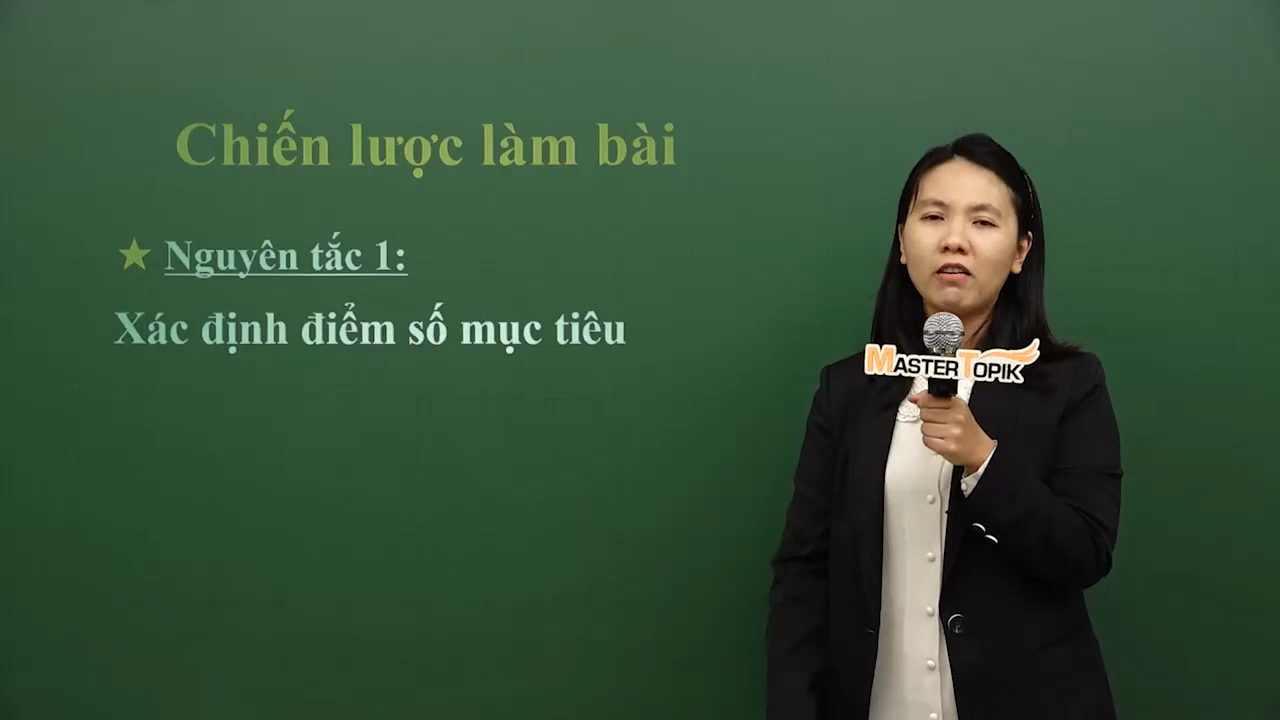 Chiến lược làm bài
★ Nguyên tắc 1:
Xác định điểm số mục tiêu
MASTER TOPIK